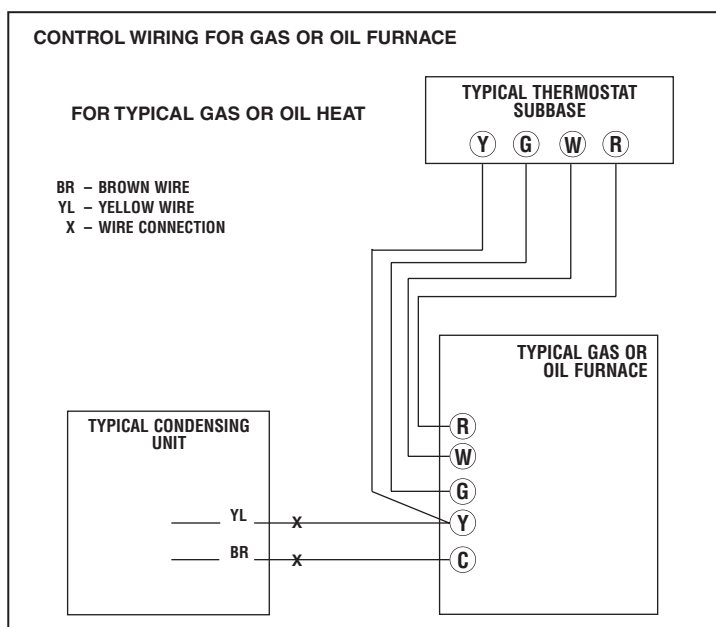 CONTROL WIRING FOR GAS OR OIL FURNACE
FOR TYPICAL GAS OR OIL HEAT
BR – BROWN WIRE
YL – YELLOW WIRE
X – WIRE CONNECTION
TYPICAL THERMOSTAT
SUBBASE
Y G W R
TYPICAL GAS OR
OIL FURNACE
R
W
G
Y
C
TYPICAL CONDENSING
UNIT
YL X
BR X